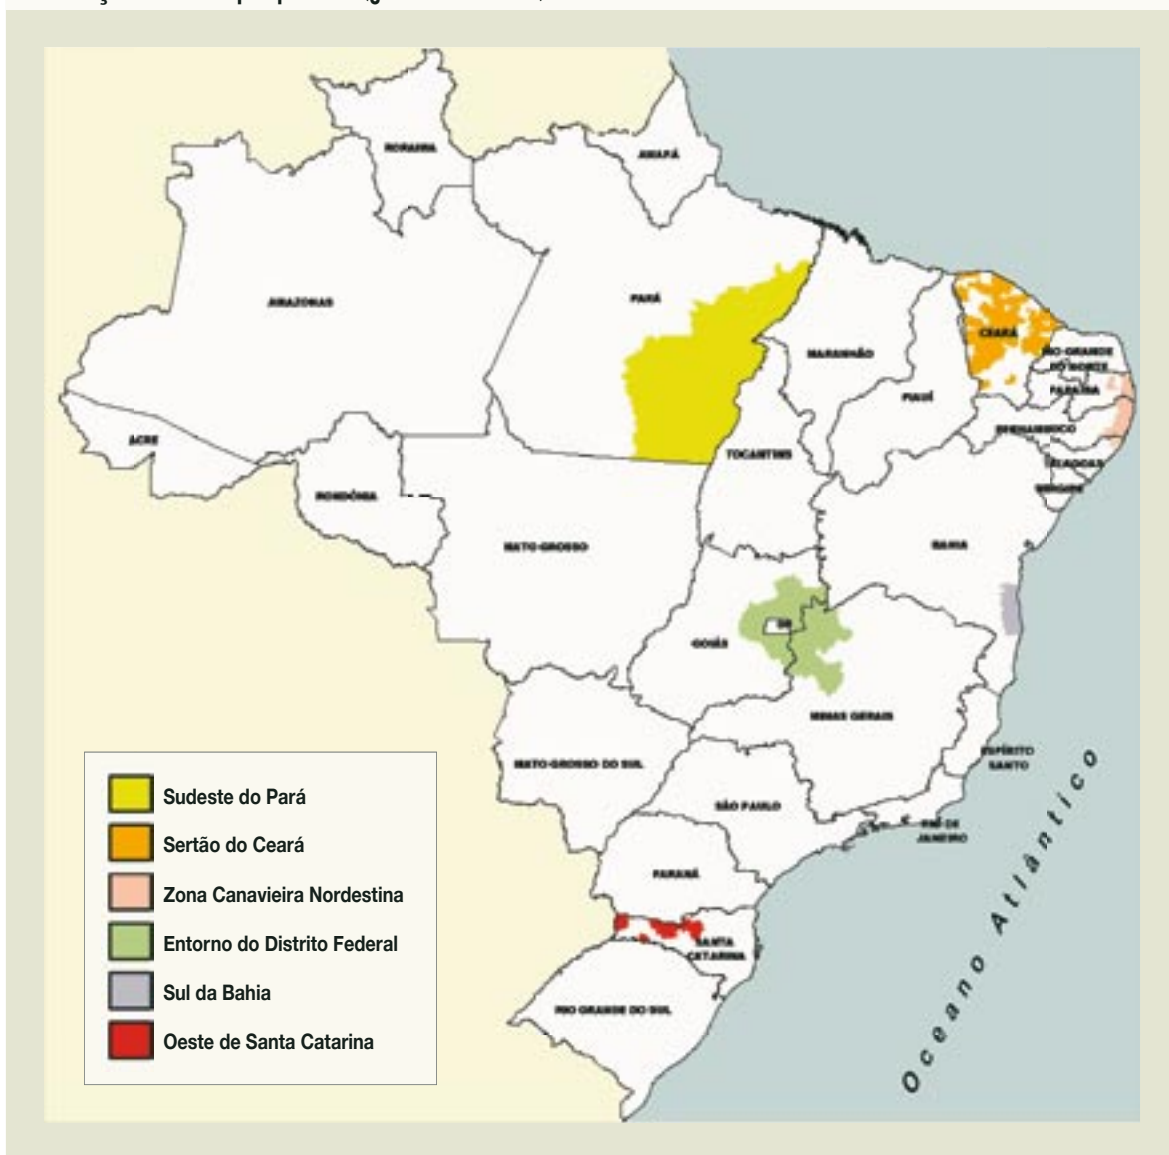 RORAIMA
AMAPÁ
AMAZONAS
PARÁ
CEARÁ
MARANHÃO
RIO GRANDE
DO NORTE
PARAÍBA
PIAUÍ
PERNAMBUCO
ACRE
TOCANTINS
ALAGOAS
SERGIPE
RONDÔNIA
MATO GROSSO
BAHIA
DF
GOIÁS
MINAS GERAIS
ESPÍRITO
SANTO
MATO GROSSO DO SUL
SÃO PAULO
RIO DE
JANEIRO
PARANÁ
SANTA
CATARINA
RIO GRANDE DO SUL
Oceano Atlântico
Sudeste do Pará
Sertão do Ceará
Zona Canavieira Nordestina
Entorno do Distrito Federal
Sul da Bahia
Oeste de Santa Catarina